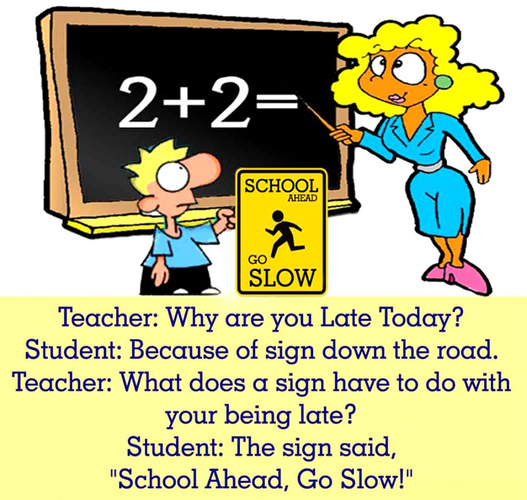 2+2=
SCHOOL
AHEAD
GO
SLOW
Teacher: Why are you Late Today?
Student: Because of sign down the road.
Teacher: What does a sign have to do with
your being late?
Student: The sign said,
"School Ahead, Go Slow!"